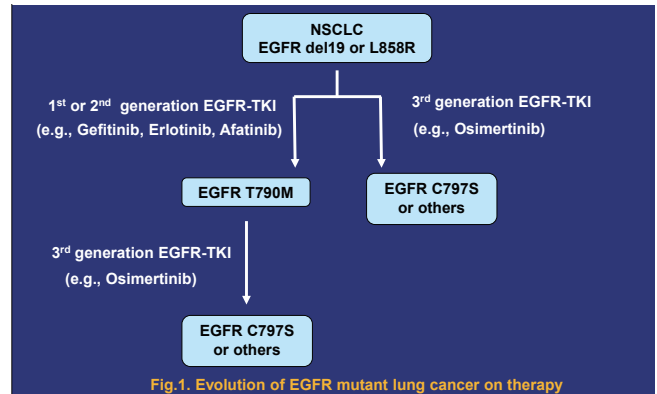 NSCLC
EGFR del19 or L858R
1st or 2nd generation EGFR-TKI
(e.g., Gefitinib, Erlotinib, Afatinib)
3rd generation EGFR-TKI
(e.g., Osimertinib)
EGFR T790M
EGFR C797S
or others
3rd generation EGFR-TKI
(e.g., Osimertinib)
EGFR C797S
or others
Fig.1. Evolution of EGFR mutant lung cancer on therapy